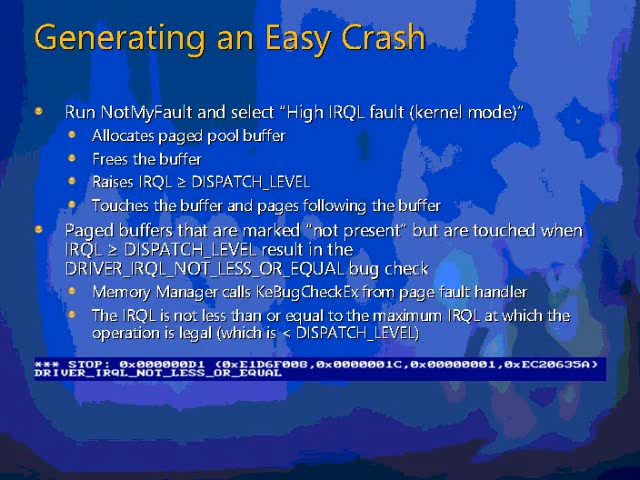 Generating an Easy Crash
Run NotMyFault and select "High IRQL fault (kernel mode)"
Allocates paged pool buffer
Frees the buffer
Raises IRQL ≥ DISPATCH_LEVEL
Touches the buffer and pages following the buffer
Paged buffers that are marked "not present" but are touched when
IRQL ≥ DISPATCH_LEVEL result in the
DRIVER_IRQL_NOT_LESS_OR_EQUAL bug check
Memory Manager calls KeBugCheckEx from page fault handler
The IRQL is not less than or equal to the maximum IRQL at which the
operation is legal (which is < DISPATCH_LEVEL)
*** STOP: 0x000000D1 (0xE1D6F008,0x0000001C,0x00000001,0xEC20635A)
DRIVER_IRQL_NOT_LESS_OR_EQUAL